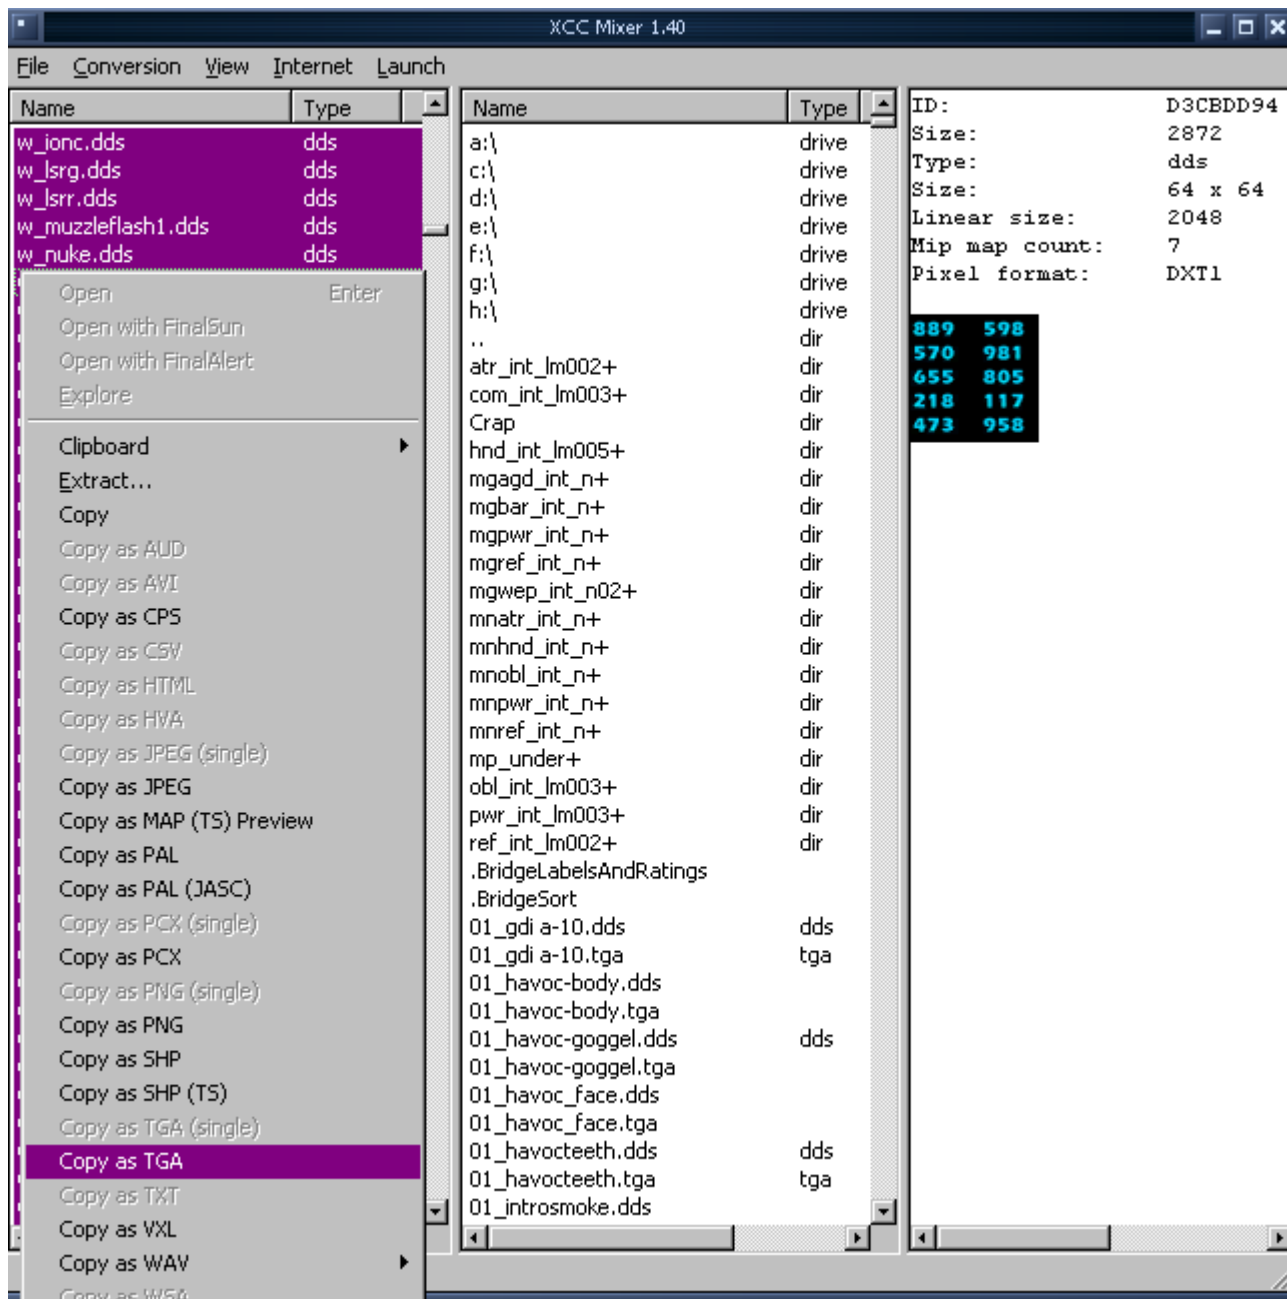 XCC Mixer 1.40
File Conversion View Internet Launch
Name Type
w_ionc.dds dds
w_lsrg.dds dds
w_lsrr.dds dds
w_muzzleflash1.dds dds
w_nuke.dds dds
Open Enter
Open with FinalSun
Open with FinalAlert
Explore
Clipboard
Extract...
Copy
Copy as AUD
Copy as AVI
Copy as CPS
Copy as CSV
Copy as HTML
Copy as HVA
Copy as JPEG (single)
Copy as JPEG
Copy as MAP (TS) Preview
Copy as PAL
Copy as PAL (JASC)
Copy as PCX (single)
Copy as PCX
Copy as PNG (single)
Copy as PNG
Copy as SHP
Copy as SHP (TS)
Copy as TGA (single)
Copy as TGA
Copy as TXT
Copy as VXL
Copy as WAV
Copy as WSA
Name Type
a:\ drive
c:\ drive
d:\ drive
e:\ drive
f:\ drive
g:\ drive
h:\ drive
.. dir
atr_int_lm002+ dir
com_int_lm003+ dir
Crap dir
hnd_int_lm005+ dir
mgagd_int_n+ dir
mgbar_int_n+ dir
mgpwr_int_n+ dir
mgref_int_n+ dir
mgwep_int_n02+ dir
mnatr_int_n+ dir
mnhnd_int_n+ dir
mnobl_int_n+ dir
mnpwr_int_n+ dir
mnref_int_n+ dir
mp_under+ dir
obl_int_lm003+ dir
pwr_int_lm003+ dir
ref_int_lm002+ dir
.BridgeLabelsAndRatings
.BridgeSort
01_gdi a-10.dds dds
01_gdi a-10.tga tga
01_havoc-body.dds
01_havoc-body.tga
01_havoc-goggel.dds dds
01_havoc-goggel.tga
01_havoc_face.dds
01_havoc_face.tga
01_havocteeth.dds dds
01_havocteeth.tga tga
01_introsmoke.dds
ID: D3CBDD94
Size: 2872
Type: dds
Size: 64 x 64
Linear size: 2048
Mip map count: 7
Pixel format: DXT1
889 598
570 981
655 805
218 117
473 958